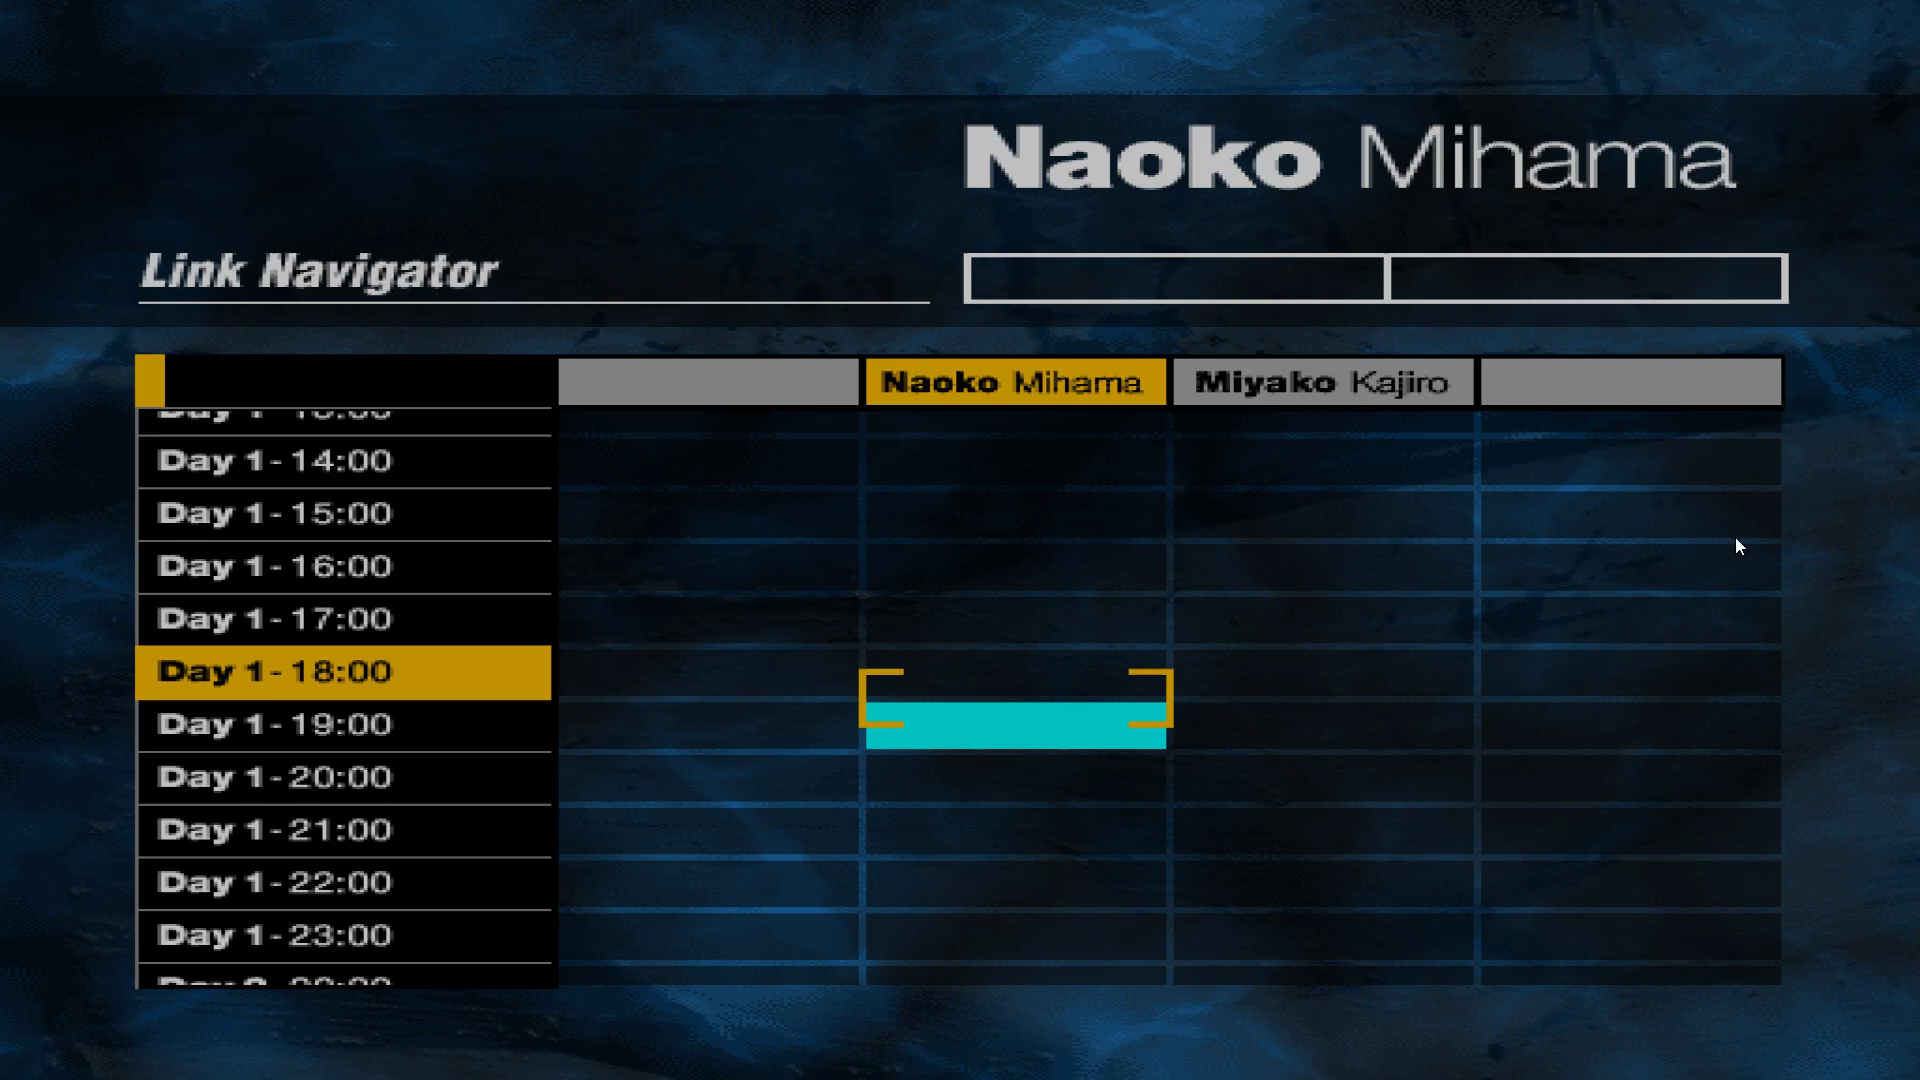 Naoko Mihama
Link Navigator
Naoko Mihama
Miyako Kajiro
Day 1 - 14:00
Day 1 - 15:00
Day 1 - 16:00
Day 1 - 17:00
Day 1 - 18:00
Day 1 - 19:00
Day 1 - 20:00
Day 1 - 21:00
Day 1 - 22:00
Day 1 - 23:00